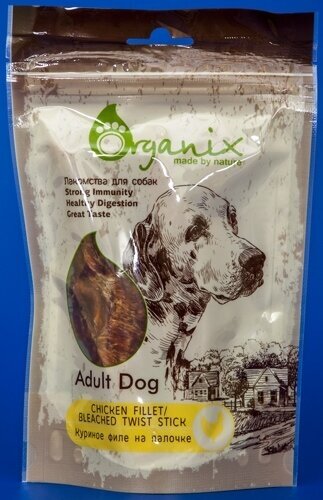 Organix
made by nature
Лакомства для собак
Strong Immunity
Healthy Digestion
Great Taste
Adult Dog
CHICKEN FILLET/
BLEACHED TWIST STICK
Куриное филе на палочке